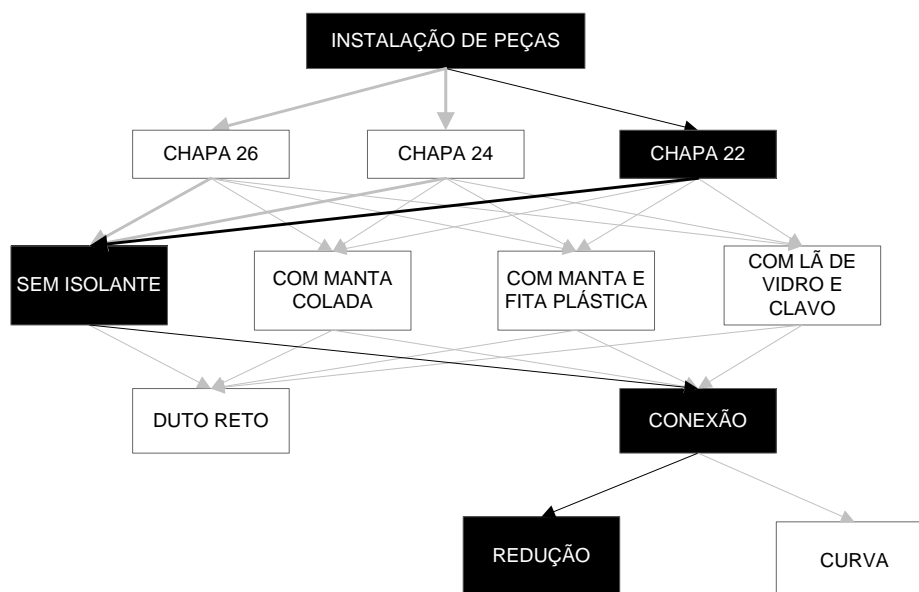 INSTALAÇÃO DE PEÇAS
CHAPA 26
CHAPA 24
CHAPA 22
SEM ISOLANTE
COM MANTA
COLADA
COM MANTA E
FITA PLÁSTICA
COM LÃ DE
VIDRO E
CLAVO
DUTO RETO
CONEXÃO
REDUÇÃO
CURVA